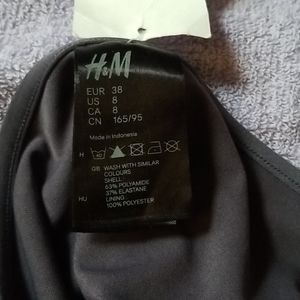 H&M
EUR 38
US 8
CA 8
CN 165/95
Made in Indonesia
H
GB WASH WITH SIMILAR
COLOURS
SHELL:
63% POLYAMIDE
37% ELASTANE
HU LINING:
100% POLYESTER